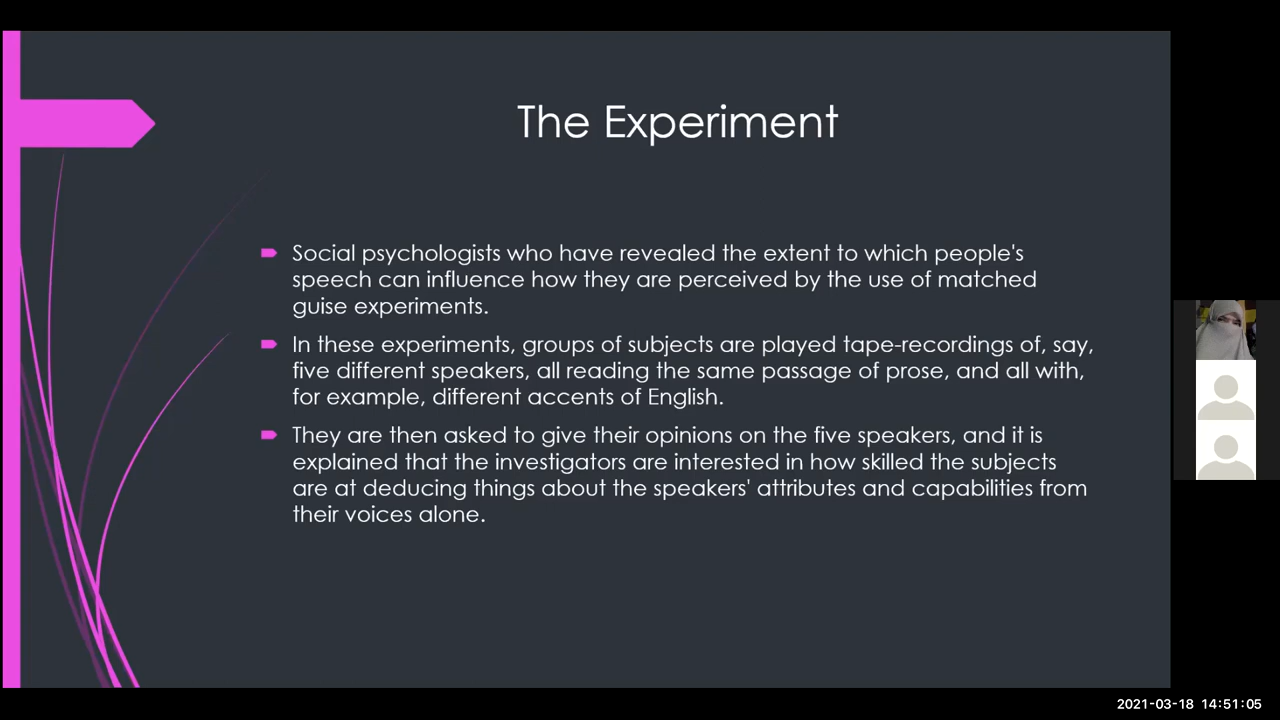 The Experiment
Social psychologists who have revealed the extent to which people's
speech can influence how they are perceived by the use of matched
guise experiments.
In these experiments, groups of subjects are played tape-recordings of, say,
five different speakers, all reading the same passage of prose, and all with,
for example, different accents of English.
They are then asked to give their opinions on the five speakers, and it is
explained that the investigators are interested in how skilled the subjects
are at deducing things about the speakers' attributes and capabilities from
their voices alone.
2021-03-18 14:51:05